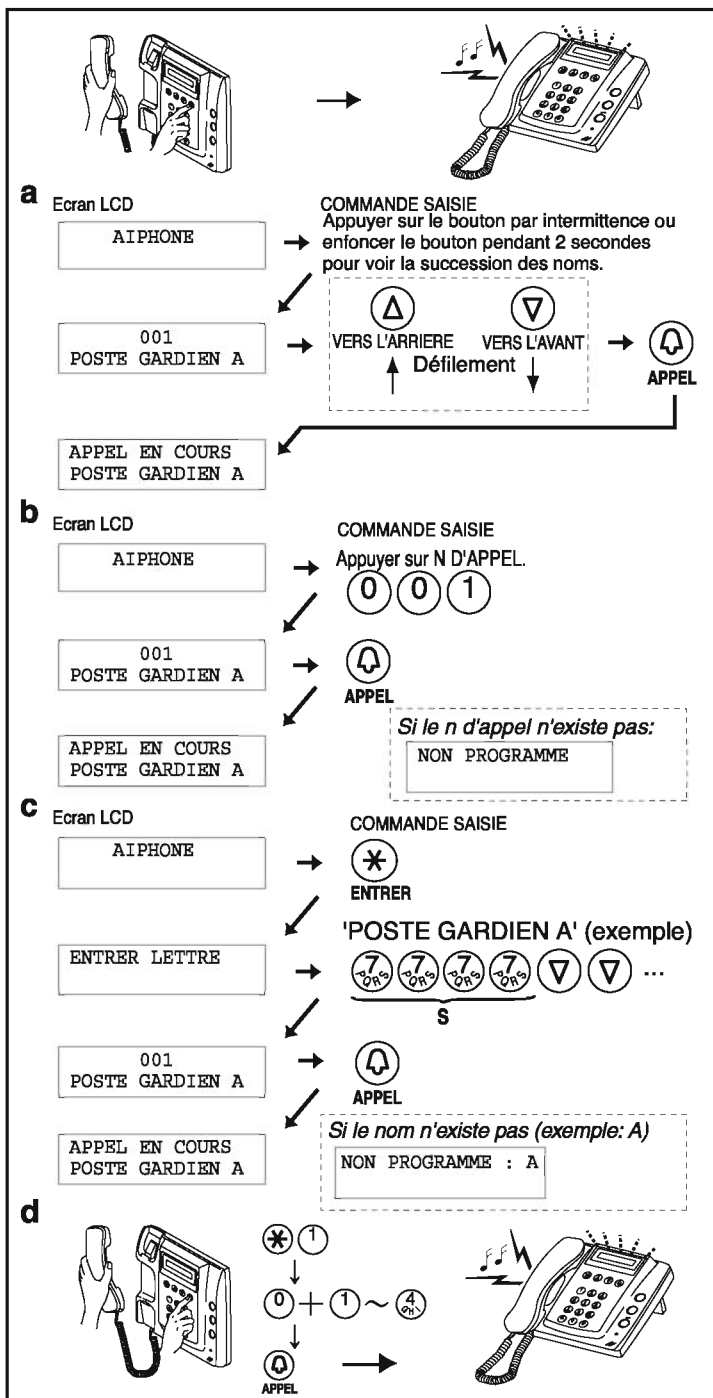 a
Ecran LCD
COMMANDE SAISIE
AIPHONE
Appuyer sur le bouton par intermittence ou
enfoncer le bouton pendant 2 secondes
pour voir la succession des noms.
001
POSTE GARDIEN A
VERS L'ARRIERE
VERS L'AVANT
Défilement
APPEL
APPEL EN COURS
POSTE GARDIEN A
b
Ecran LCD
COMMANDE SAISIE
AIPHONE
Appuyer sur N D'APPEL.
0 0 1
001
POSTE GARDIEN A
APPEL
APPEL EN COURS
POSTE GARDIEN A
Si le n d'appel n'existe pas:
NON PROGRAMME
c
Ecran LCD
COMMANDE SAISIE
AIPHONE
ENTRER
'POSTE GARDIEN A' (exemple)
ENTRER LETTRE
7 PQRS 7 PQRS 7 PQRS 7 PQRS ...
S
001
POSTE GARDIEN A
APPEL
APPEL EN COURS
POSTE GARDIEN A
Si le nom n'existe pas (exemple: A)
NON PROGRAMME : A
d
* 1
0 + 1 ~ 4 GHI
APPEL